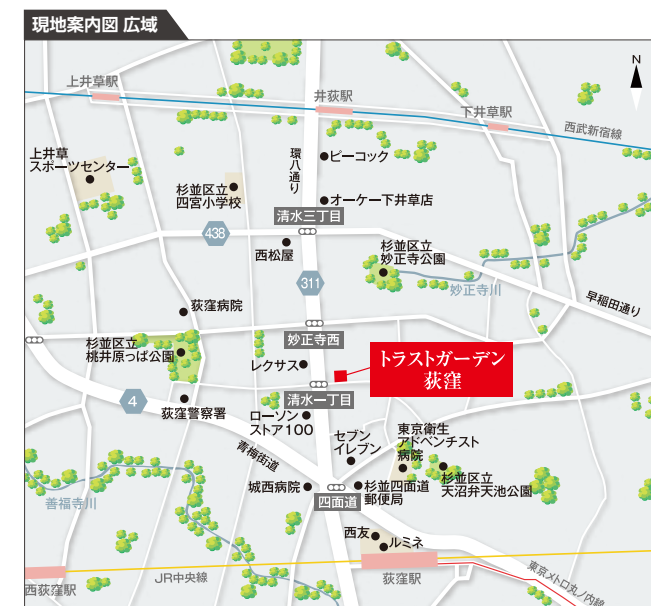 現地案内図 広域
N
上井草駅
井荻駅
下井草駅
西武新宿線
上井草
スポーツセンター
杉並区立
四宮小学校
環八通り
ピーコック
オーケー下井草店
清水三丁目
438
西松屋
杉並区立
妙正寺公園
311
妙正寺川
早稲田通り
荻窪病院
妙正寺西
杉並区立
桃井原っぱ公園
レクサス
トラストガーデン
荻窪
4
荻窪警察署
清水一丁目
ローソン
ストア100
青梅街道
セブン
イレブン
東京衛生
アドベンチスト
病院
杉並区立
天沼弁天池公園
善福寺川
城西病院
四面道
杉並四面道
郵便局
西友
ルミネ
JR中央線
西荻窪駅
荻窪駅
東京メトロ丸ノ内線